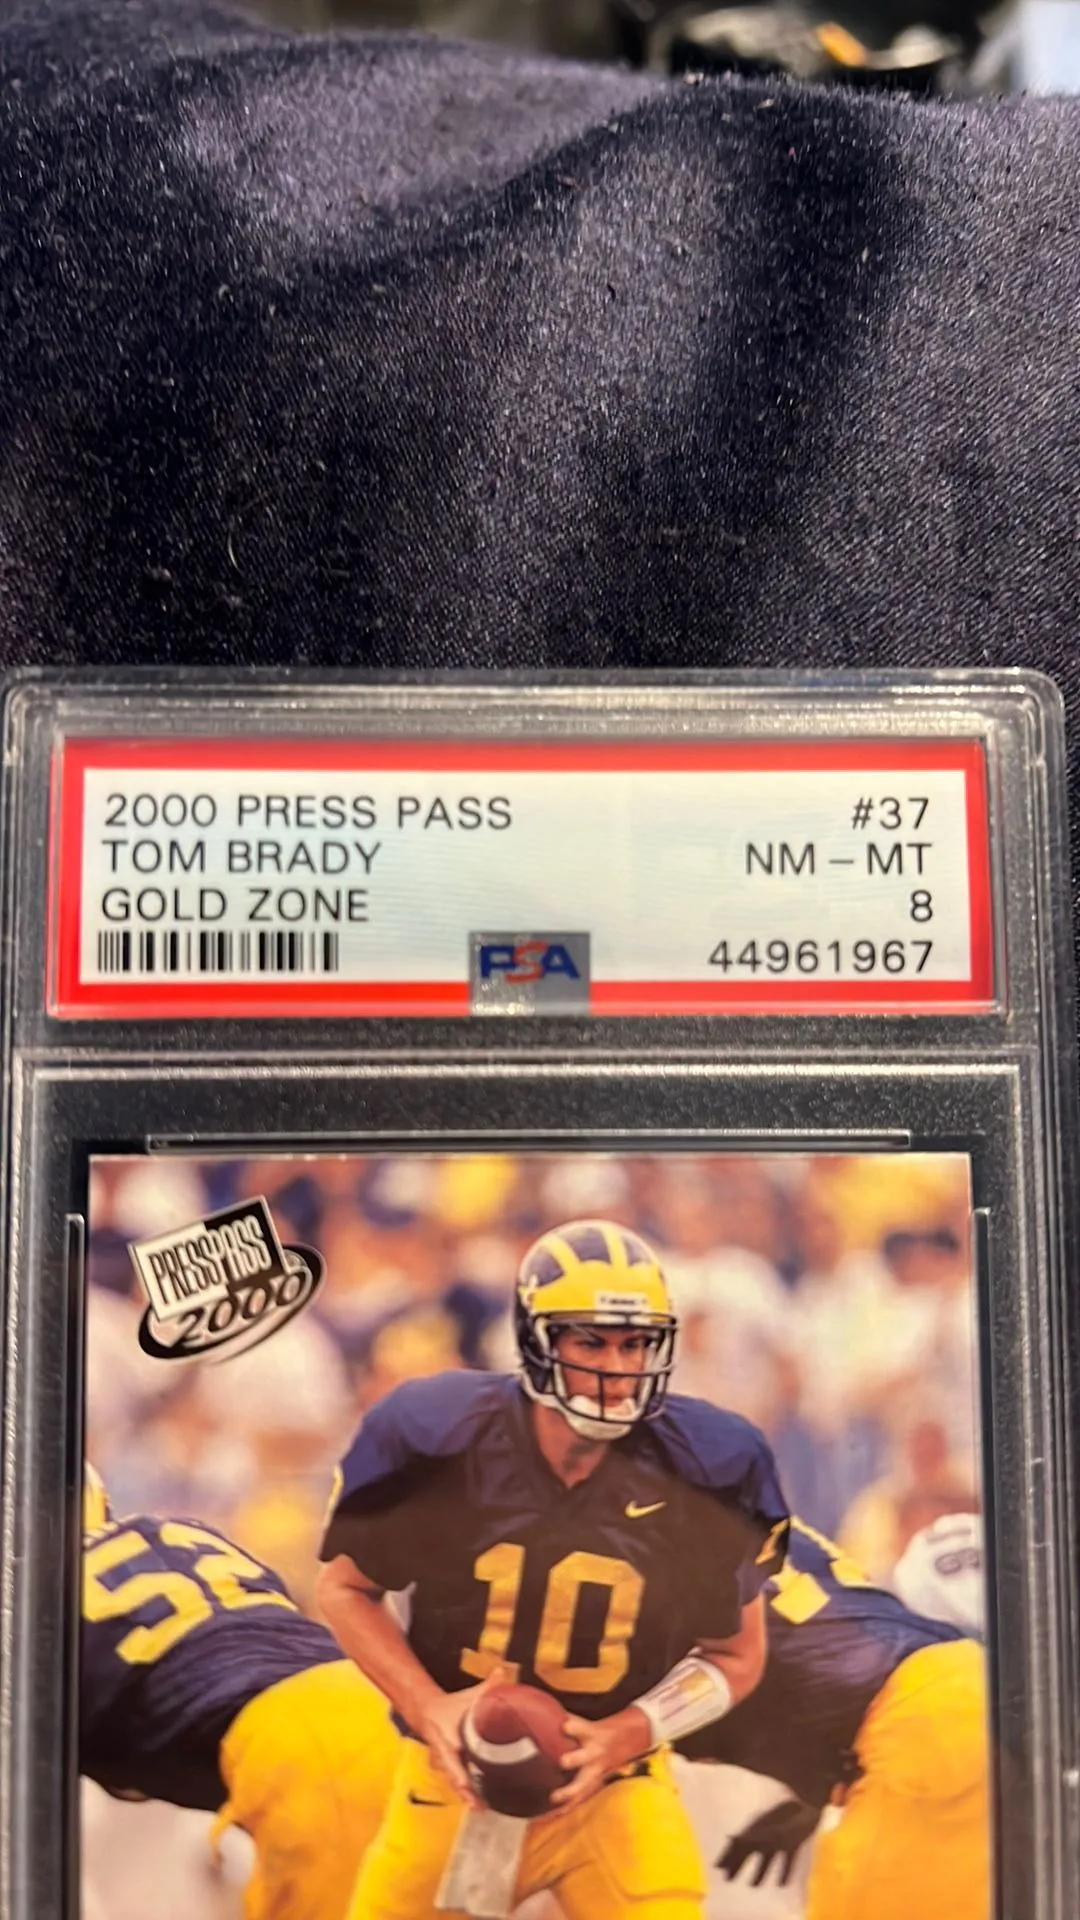 2000 PRESS PASS #37
TOM BRADY NM - MT
GOLD ZONE 8
PSA 44961967
PRESS PASS
2000
10
52